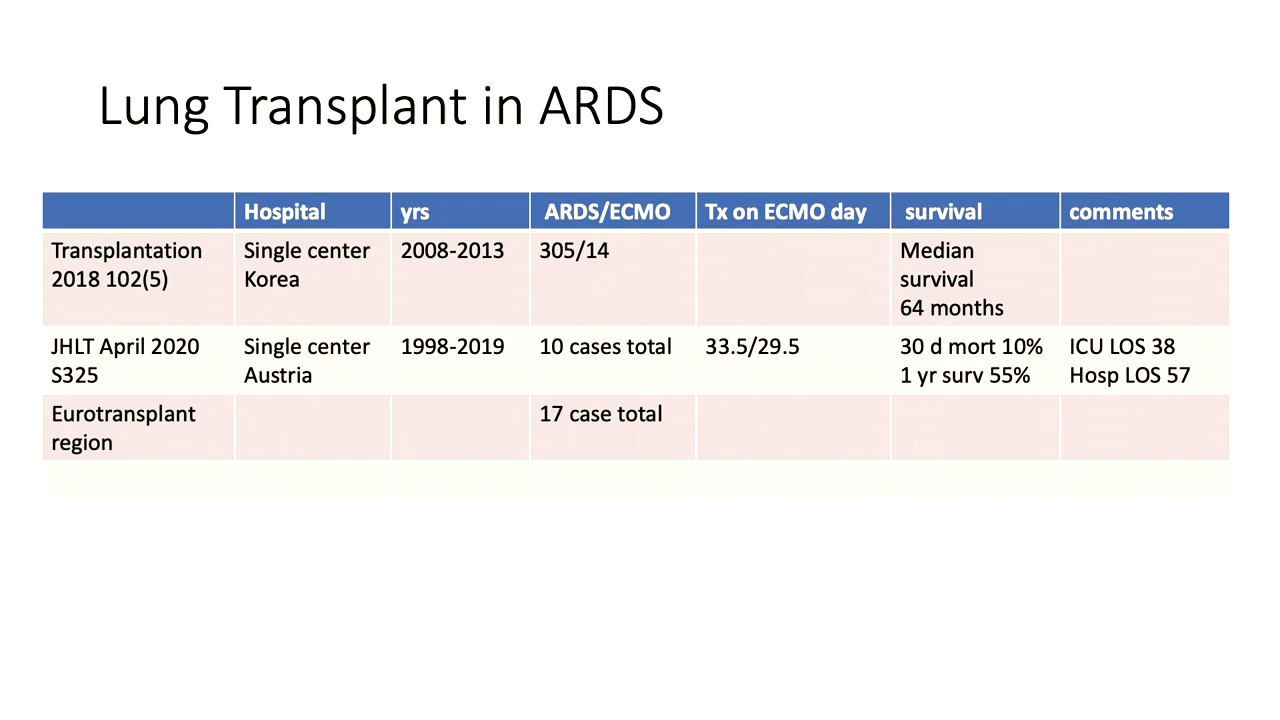 Lung Transplant in ARDS
Hospital yrs ARDS/ECMO Tx on ECMO day survival comments
Transplantation Single center 2008-2013 305/14 Median
2018 102(5) Korea survival
64 months
JHLT April 2020 Single center 1998-2019 10 cases total 33.5/29.5 30 d mort 10% ICU LOS 38
S325 Austria 1 yr surv 55% Hosp LOS 57
Eurotransplant 17 case total
region